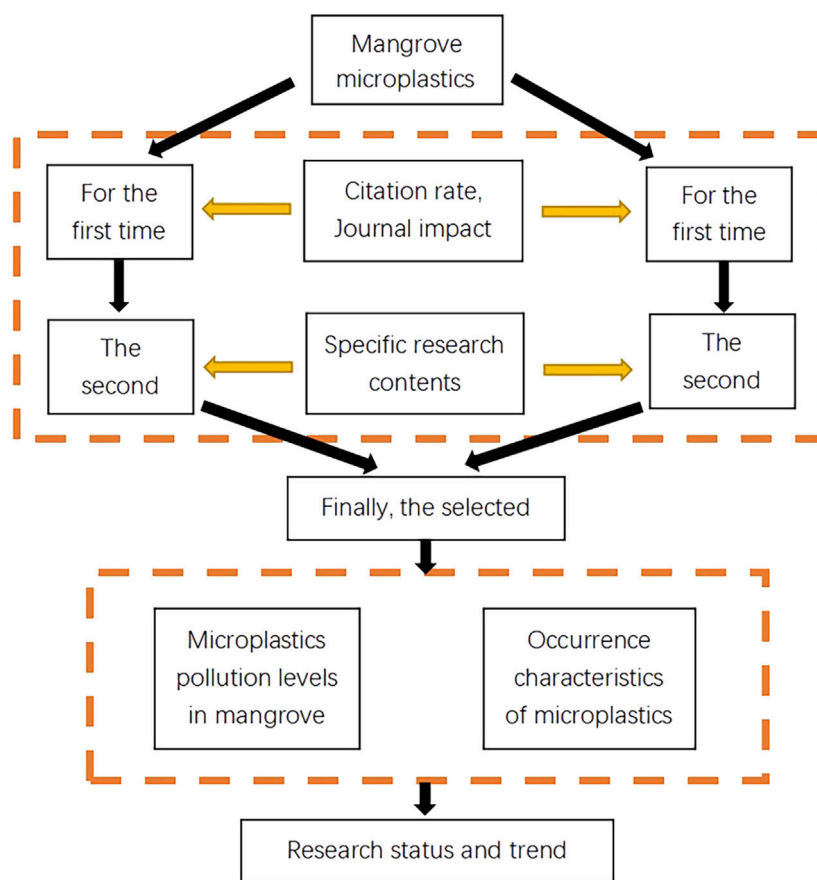 Mangrove
microplastics
For the
first time
Citation rate,
Journal impact
For the
first time
The
second
Specific research
contents
The
second
Finally, the selected
Microplastics
pollution levels
in mangrove
Occurrence
characteristics
of microplastics
Research status and trend